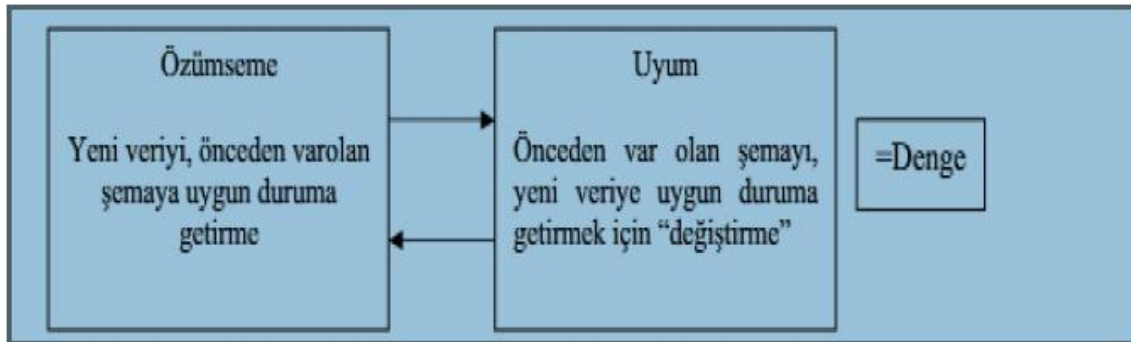 Özümseme
Yeni veriyi, önceden varolan
şemaya uygun duruma
getirme
Uyum
Önceden var olan şemayı,
yeni veriye uygun duruma
getirmek için “değiştirme”
=Denge